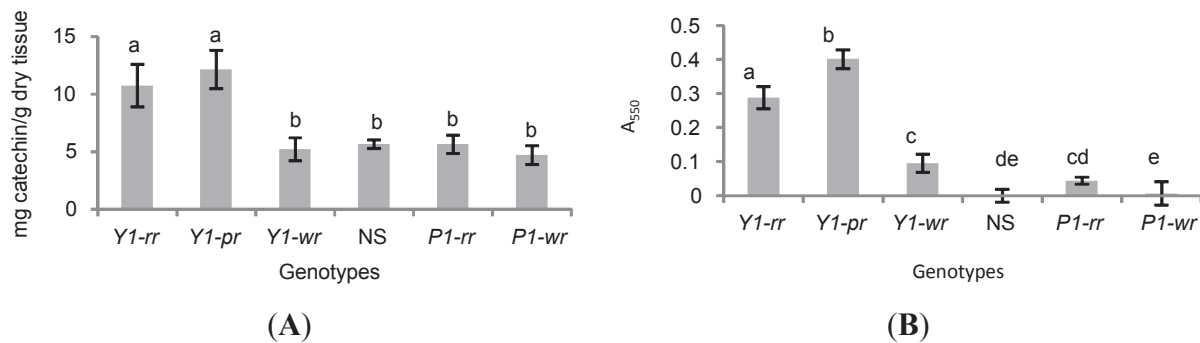 mg catechin/g dry tissue
15
10
5
0
a a b b b b
Y1-rr Y1-pr Y1-wr NS P1-rr P1-wr
Genotypes
(A)
A550
0.5
0.4
0.3
0.2
0.1
0
a b c de cd e
Y1-rr Y1-pr Y1-wr NS P1-rr P1-wr
Genotypes
(B)